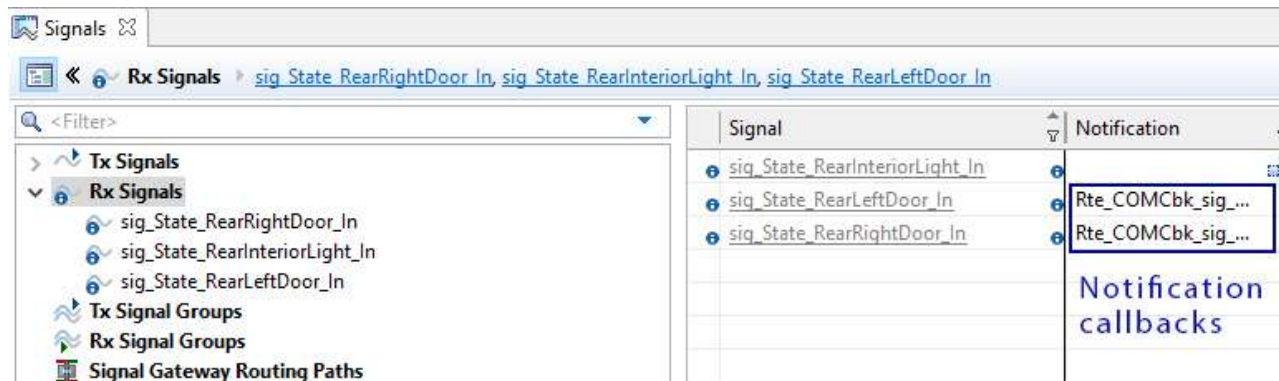 Signals
Rx Signals sig_State_RearRightDoor_In, sig_State_RearInteriorLight_In, sig_State_RearLeftDoor_In
<Filter>
Tx Signals
Rx Signals
sig_State_RearRightDoor_In
sig_State_RearInteriorLight_In
sig_State_RearLeftDoor_In
Tx Signal Groups
Rx Signal Groups
Signal Gateway Routing Paths
Signal Notification
sig_State_RearInteriorLight_In
sig_State_RearLeftDoor_In Rte_COMCbk_sig_...
sig_State_RearRightDoor_In Rte_COMCbk_sig_...
Notification
callbacks